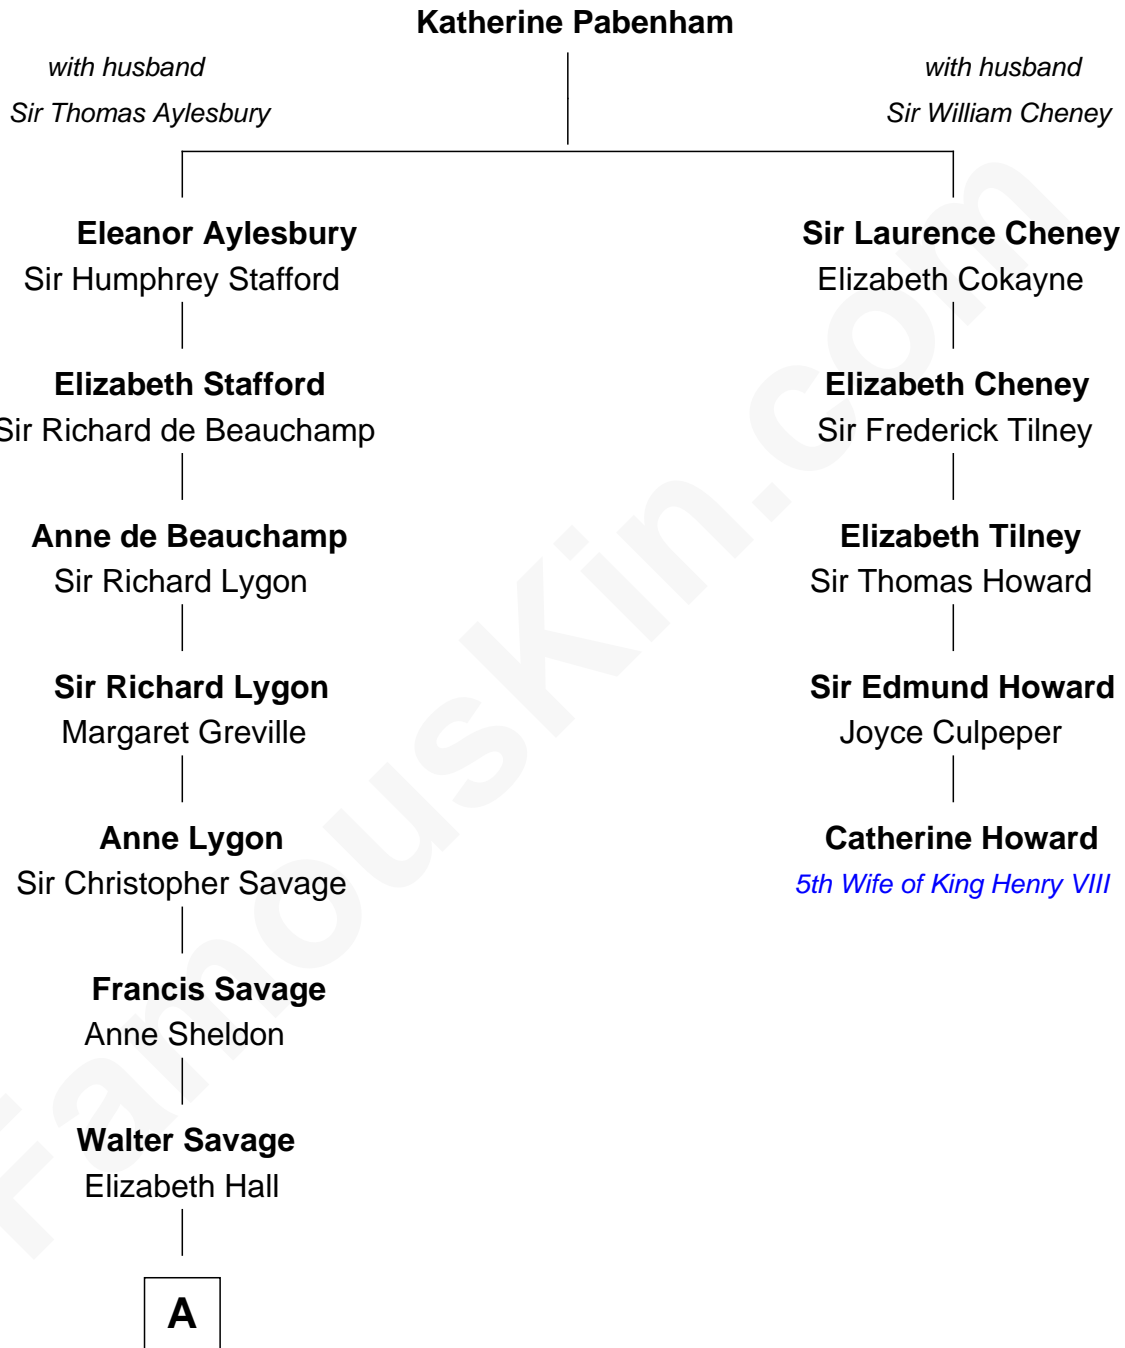 Katherine Pabenham
with husband
Sir Thomas Aylesbury
with husband
Sir William Cheney
Eleanor Aylesbury
Sir Humphrey Stafford
Sir Laurence Cheney
Elizabeth Cokayne
Elizabeth Stafford
Sir Richard de Beauchamp
Elizabeth Cheney
Sir Frederick Tilney
Anne de Beauchamp
Sir Richard Lygon
Elizabeth Tilney
Sir Thomas Howard
Sir Richard Lygon
Margaret Greville
Sir Edmund Howard
Joyce Culpeper
Anne Lygon
Sir Christopher Savage
Catherine Howard
5th Wife of King Henry VIII
Francis Savage
Anne Sheldon
Walter Savage
Elizabeth Hall
A
FamousKin.com